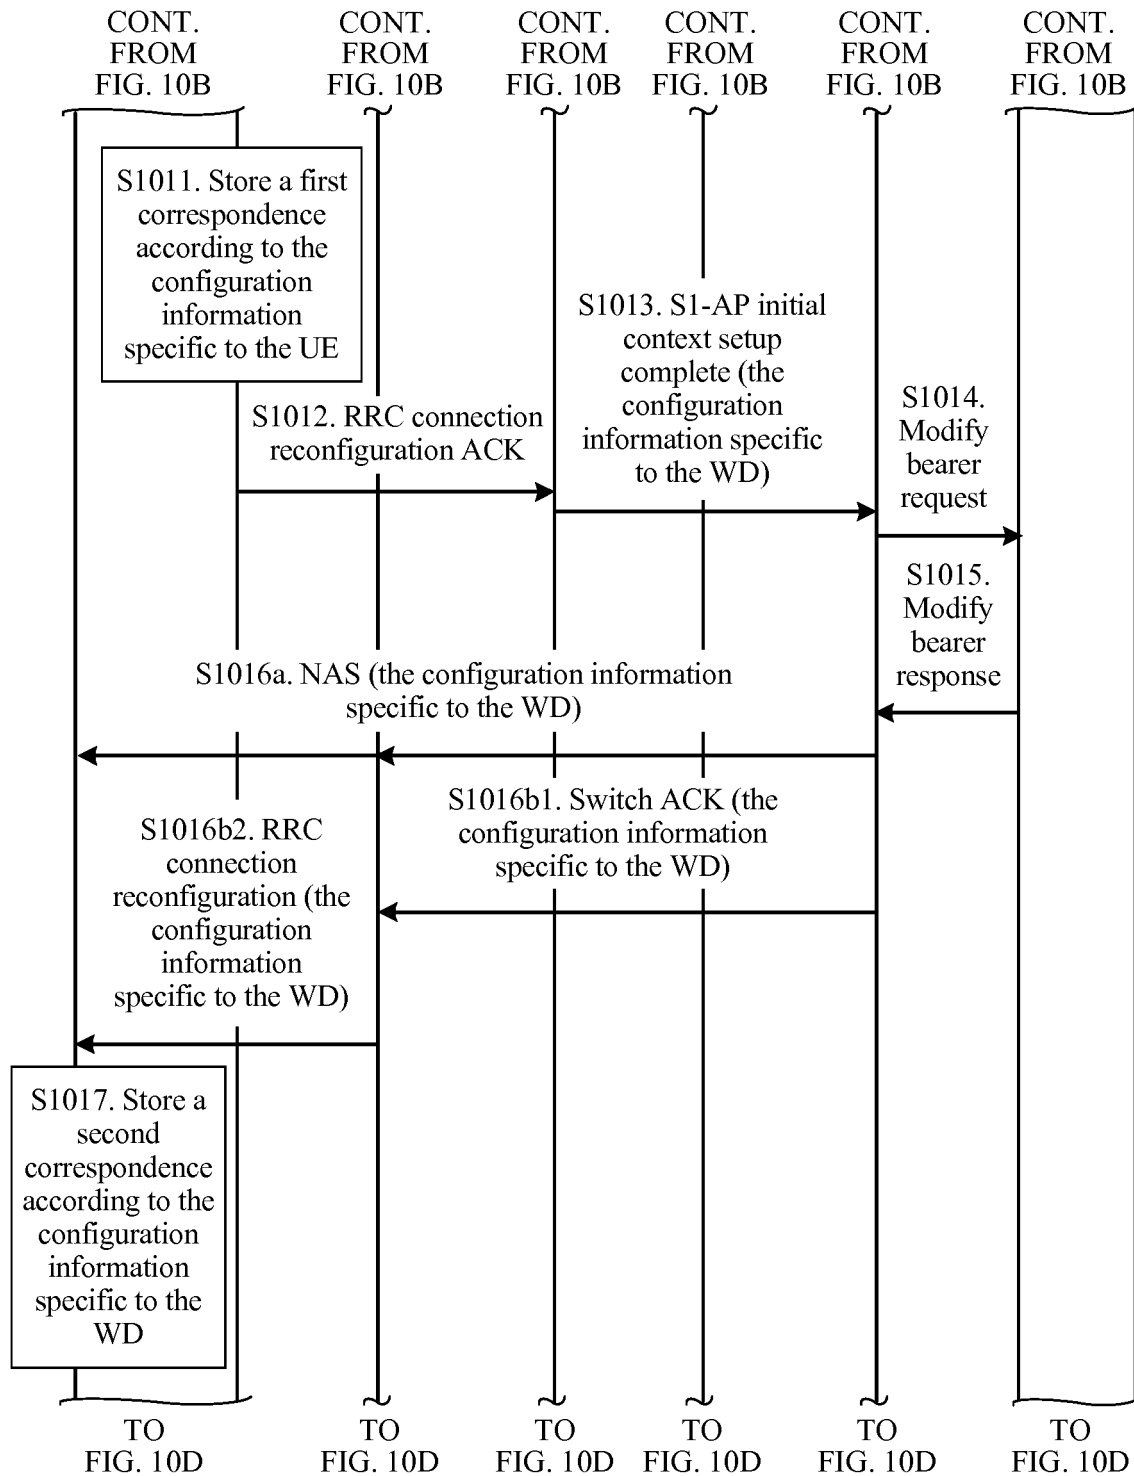 CONT. FROM FIG. 10B
CONT. FROM FIG. 10B
CONT. FROM FIG. 10B
CONT. FROM FIG. 10B
CONT. FROM FIG. 10B
CONT. FROM FIG. 10B
S1011. Store a first
correspondence
according to the
configuration
information
specific to the UE
S1012. RRC connection
reconfiguration ACK
S1013. S1-AP initial
context setup
complete (the
configuration
information specific
to the WD)
S1014.
Modify
bearer
request
S1015.
Modify
bearer
response
S1016a. NAS (the configuration information
specific to the WD)
S1016b1. Switch ACK (the
configuration information
specific to the WD)
S1016b2. RRC
connection
reconfiguration (the
configuration
information
specific to the WD)
S1017. Store a
second
correspondence
according to the
configuration
information
specific to the
WD
TO FIG. 10D
TO FIG. 10D
TO FIG. 10D
TO FIG. 10D
TO FIG. 10D
TO FIG. 10D